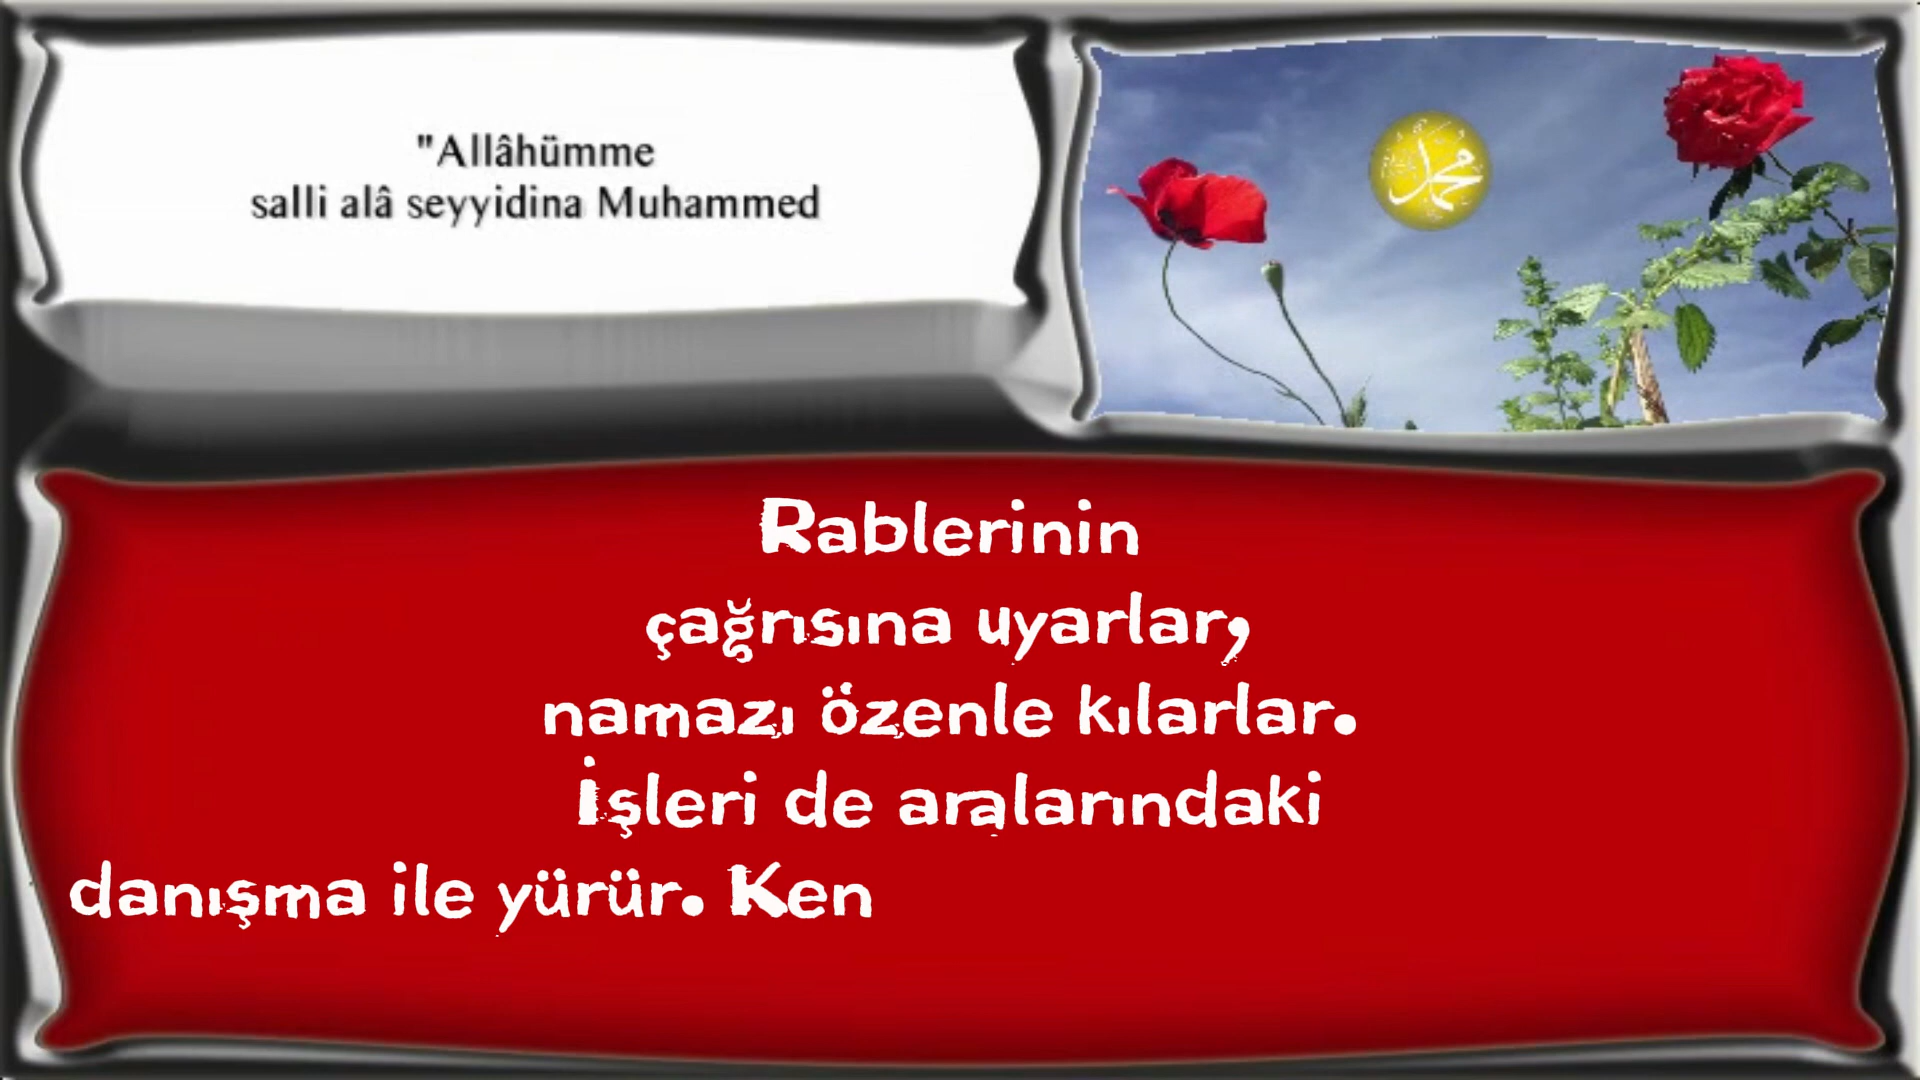 "Allâhümme
salli alâ seyyidina Muhammed
محمد
Rablerinin
çağrısına uyarlar,
namazı özenle kılarlar.
İşleri de aralarındaki
danışma ile yürür. Ken